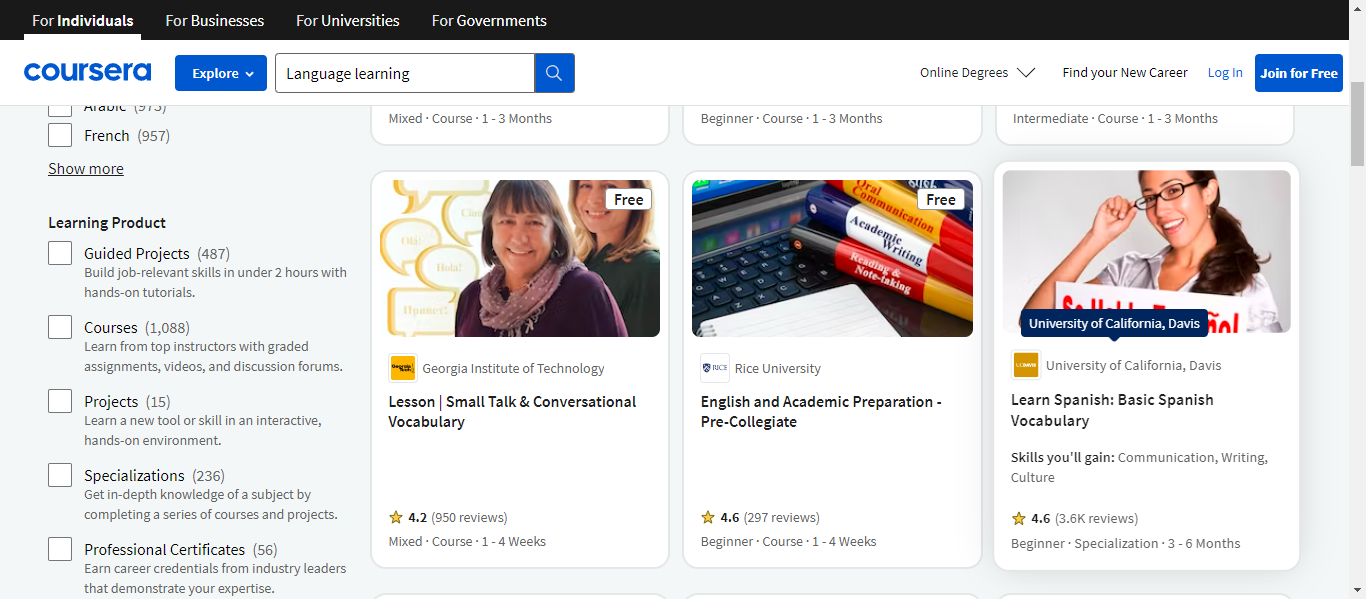 For Individuals
For Businesses
For Universities
For Governments
coursera
Explore
Language learning
Online Degrees
Find your New Career
Log In
Join for Free
Arabic (975)
French (957)
Show more
Learning Product
Guided Projects (487)
Build job-relevant skills in under 2 hours with
hands-on tutorials.
Courses (1,088)
Learn from top instructors with graded
assignments, videos, and discussion forums.
Projects (15)
Learn a new tool or skill in an interactive,
hands-on environment.
Specializations (236)
Get in-depth knowledge of a subject by
completing a series of courses and projects.
Professional Certificates (56)
Earn career credentials from industry leaders
that demonstrate your expertise.
Mixed · Course · 1 - 3 Months
Beginner · Course · 1 - 3 Months
Intermediate · Course · 1 - 3 Months
Free
Olá!
Hola!
Привет!
Georgia Institute of Technology
Lesson | Small Talk & Conversational
Vocabulary
4.2 (950 reviews)
Mixed · Course · 1 - 4 Weeks
Free
Oral
Communication
Academic
Writing
Reading &
Note-taking
RICE
Rice University
English and Academic Preparation -
Pre-Collegiate
4.6 (297 reviews)
Beginner · Course · 1 - 4 Weeks
University of California, Davis
UC DAVIS
University of California, Davis
Learn Spanish: Basic Spanish
Vocabulary
Skills you'll gain: Communication, Writing,
Culture
4.6 (3.6K reviews)
Beginner · Specialization · 3 - 6 Months